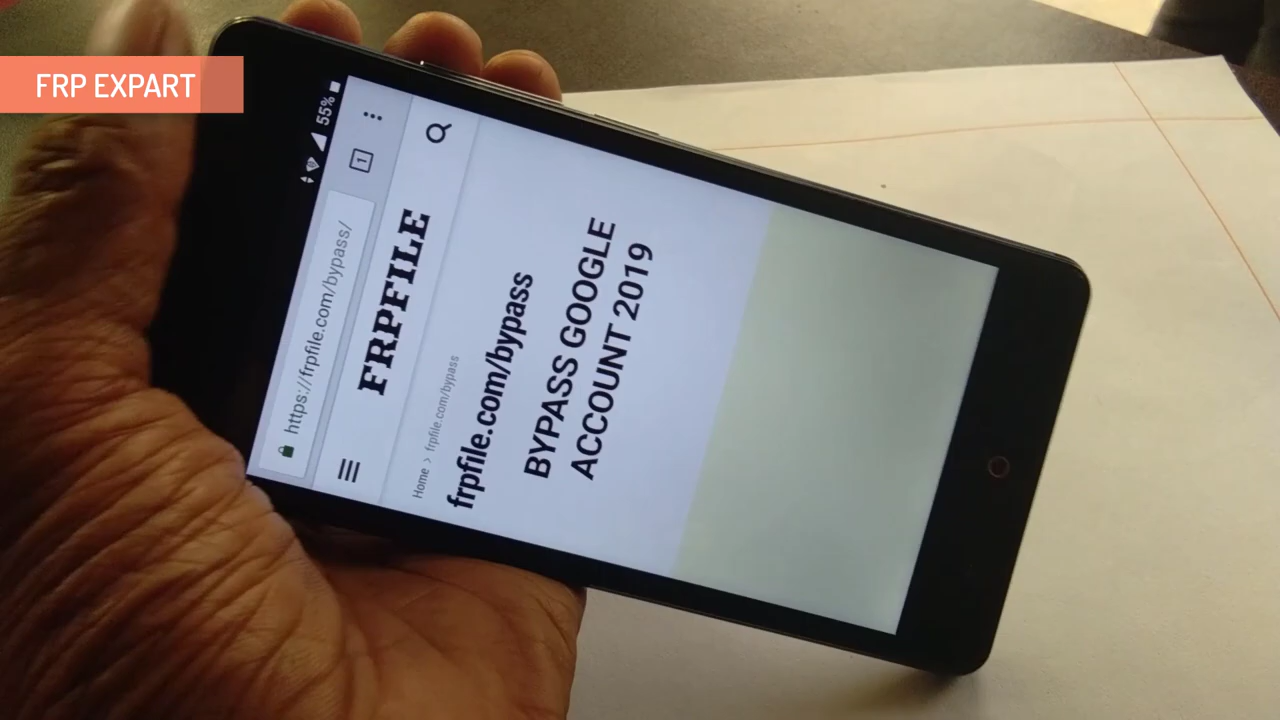 FRP EXPART
55%
https://frpfile.com/bypass/
1
FRPFILE
Home > frpfile.com/bypass
frpfile.com/bypass
BYPASS GOOGLE
ACCOUNT 2019